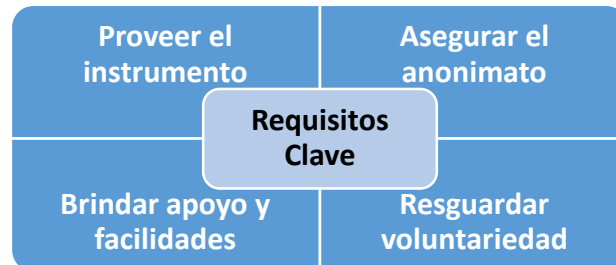 Proveer el
instrumento
Asegurar el
anonimato
Requisitos
Clave
Brindar apoyo y
facilidades
Resguardar
voluntariedad